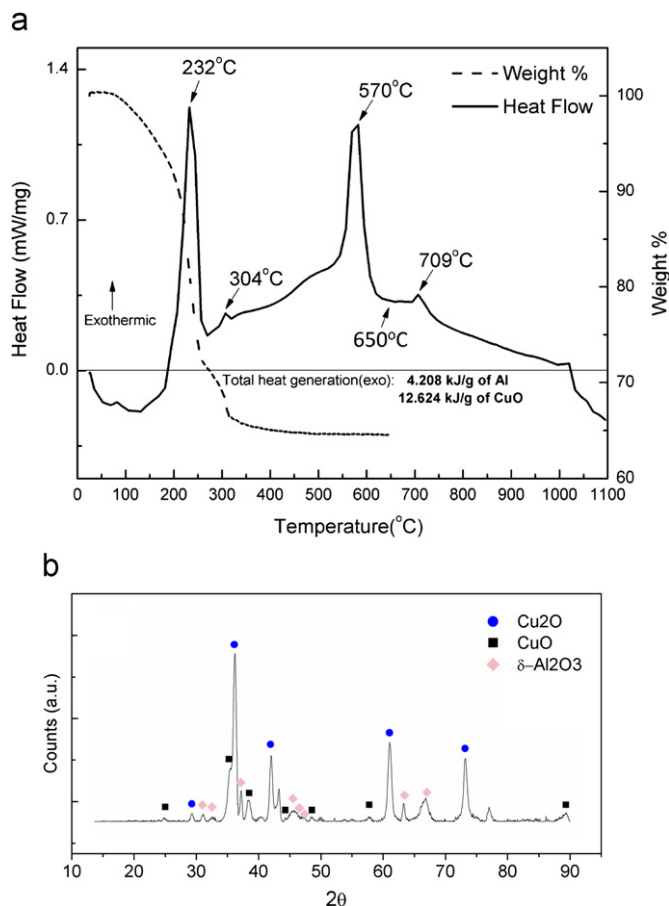 a
1.4
0.7
0.0
Heat Flow (mW/mg)
232°C
304°C
570°C
650°C
709°C
Weight %
Heat Flow
Exothermic
Total heat generation(exo): 4.208 kJ/g of Al
12.624 kJ/g of CuO
100
90
80
70
60
Weight %
0 100 200 300 400 500 600 700 800 900 1000 1100
Temperature(°C)
b
Counts (a.u.)
Cu2O
CuO
δ–Al2O3
10 20 30 40 50 60 70 80 90 100
2θ